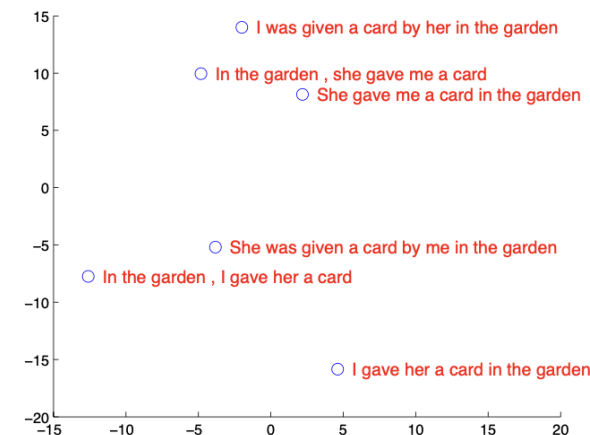 15
I was given a card by her in the garden
10
In the garden , she gave me a card
She gave me a card in the garden
5
0
−5
She was given a card by me in the garden
In the garden , I gave her a card
−10
−15
I gave her a card in the garden
−20
−15 −10 −5 0 5 10 15 20